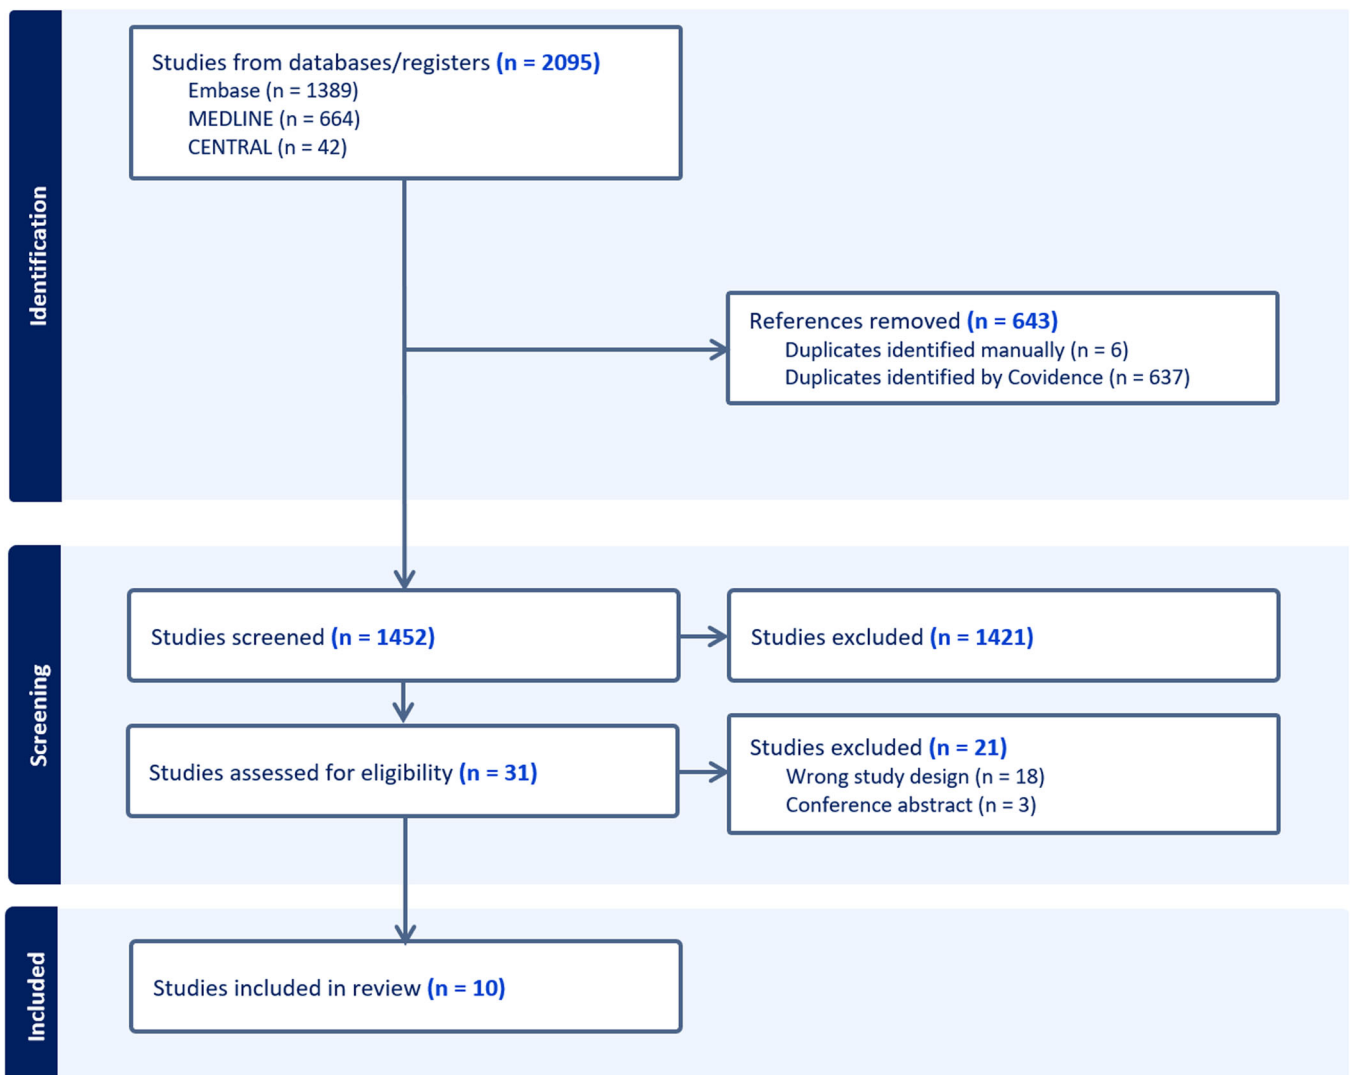 Identification
Studies from databases/registers (n = 2095)
Embase (n = 1389)
MEDLINE (n = 664)
CENTRAL (n = 42)
References removed (n = 643)
Duplicates identified manually (n = 6)
Duplicates identified by Covidence (n = 637)
Screening
Studies screened (n = 1452)
Studies excluded (n = 1421)
Studies assessed for eligibility (n = 31)
Studies excluded (n = 21)
Wrong study design (n = 18)
Conference abstract (n = 3)
Included
Studies included in review (n = 10)